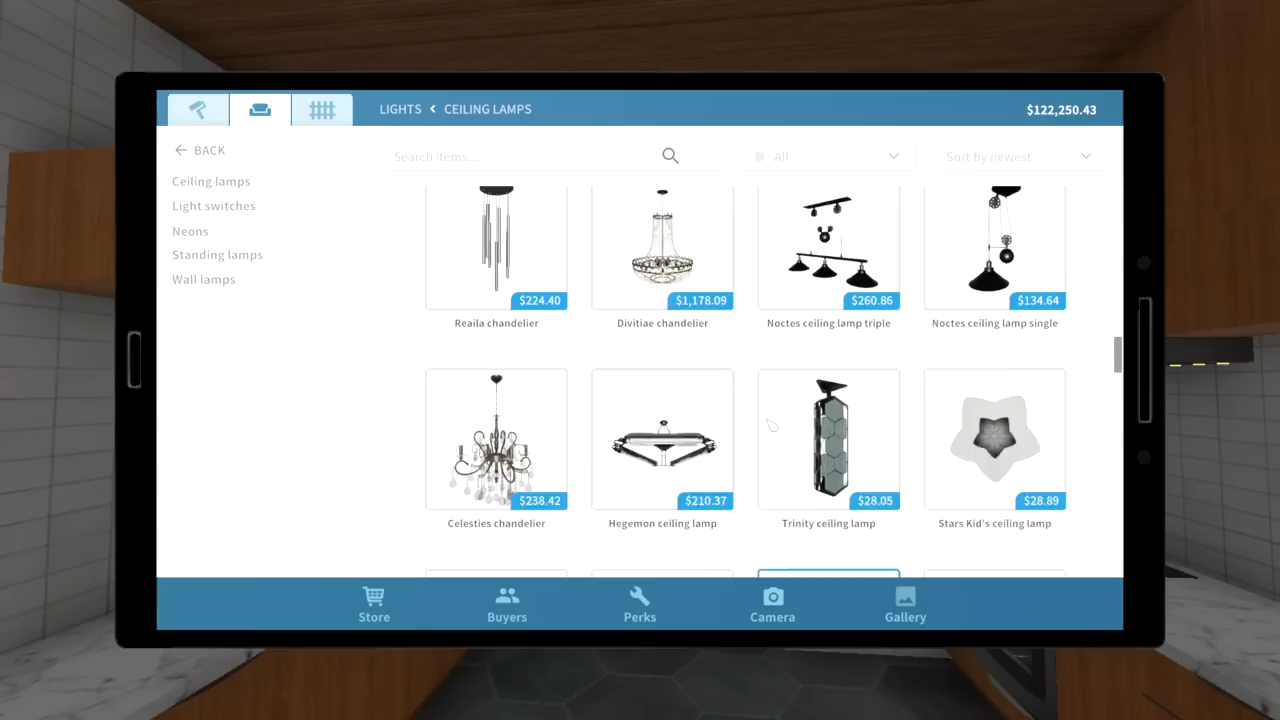 LIGHTS < CEILING LAMPS
$122,250.43
BACK
Search items...
All
Sort by newest
Ceiling lamps
Light switches
Neons
Standing lamps
Wall lamps
$224.40
$1,178.09
$260.86
$134.64
Reaila chandelier
Divitiae chandelier
Noctes ceiling lamp triple
Noctes ceiling lamp single
$238.42
$210.37
$28.05
$28.89
Celesties chandelier
Hegemon ceiling lamp
Trinity ceiling lamp
Stars Kid's ceiling lamp
Store
Buyers
Perks
Camera
Gallery